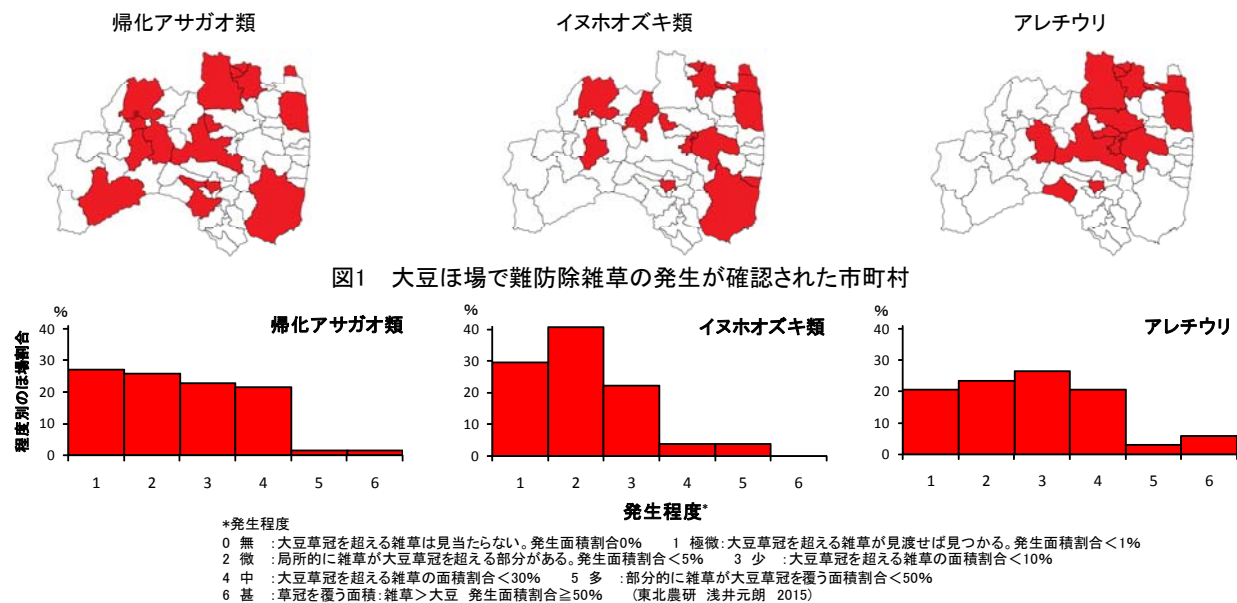 帰化アサガオ類
イヌホオズキ類
アレチウリ
図1 大豆ほ場で難防除雑草の発生が確認された市町村
% 帰化アサガオ類
40
30
20
10
0
1 2 3 4 5 6
程度別のほ場割合
% イヌホオズキ類
40
30
20
10
0
1 2 3 4 5 6
% アレチウリ
40
30
20
10
0
1 2 3 4 5 6
発生程度*
*発生程度
0 無 :大豆草冠を超える雑草は見当たらない。発生面積割合0% 1 極微:大豆草冠を超える雑草が見渡せば見つかる。発生面積割合<1%
2 微 :局所的に雑草が大豆草冠を超える部分がある。発生面積割合<5% 3 少 :大豆草冠を超える雑草の面積割合<10%
4 中 :大豆草冠を超える雑草の面積割合<30% 5 多 :部分的に雑草が大豆草冠を覆う面積割合<50%
6 甚 :草冠を覆う面積:雑草>大豆 発生面積割合≧50% (東北農研 浅井元朗 2015)